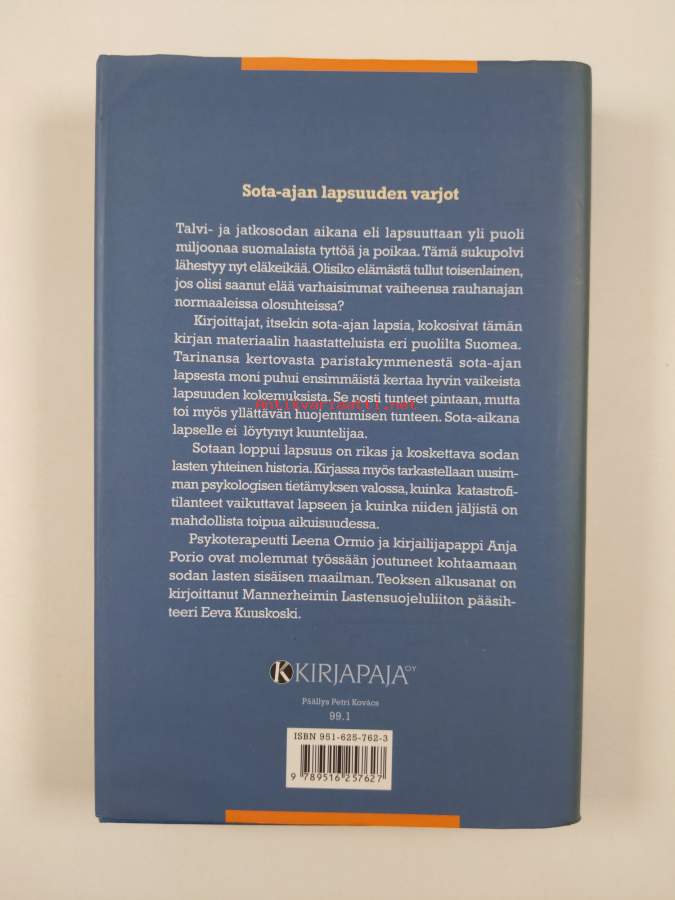 Sota-ajan lapsuuden varjot
Talvi- ja jatkosodan aikana eli lapsuuttaan yli puoli
miljoonaa suomalaista tyttöä ja poikaa. Tämä sukupolvi
lähestyy nyt eläkeikää. Olisiko elämästä tullut toisenlainen,
jos olisi saanut elää varhaisimmat vaiheensa rauhanajan
normaaleissa olosuhteissa?
Kirjoittajat, itsekin sota-ajan lapsia, kokosivat tämän
kirjan materiaalin haastatteluista eri puolilta Suomea.
Tarinansa kertovasta paristakymmenestä sota-ajan
lapsesta moni puhui ensimmäistä kertaa hyvin vaikeista
lapsuuden kokemuksista. Se nosti tunteet pintaan, mutta
antikvariaatti.net
toi myös yllättävän huojentumisen tunteen. Sota-aikana
lapselle ei löytynyt kuuntelijaa.
Sotaan loppui lapsuus on rikas ja koskettava sodan
lasten yhteinen historia. Kirjassa myös tarkastellaan uusim-
man psykologisen tietämyksen valossa, kuinka katastrofi-
tilanteet vaikuttavat lapseen ja kuinka niiden jäljistä on
mahdollista toipua aikuisuudessa.
Psykoterapeutti Leena Ormio ja kirjailijapappi Anja
Porio ovat molemmat työssään joutuneet kohtaamaan
sodan lasten sisäisen maailman. Teoksen alkusanat on
kirjoittanut Mannerheimin Lastensuojeluliiton pääsih-
teeri Eeva Kuuskoski.
K KIRJAPAJA OY
Päällys Petri Kovács
99.1
ISBN 951-625-762-3
9 789516 257627